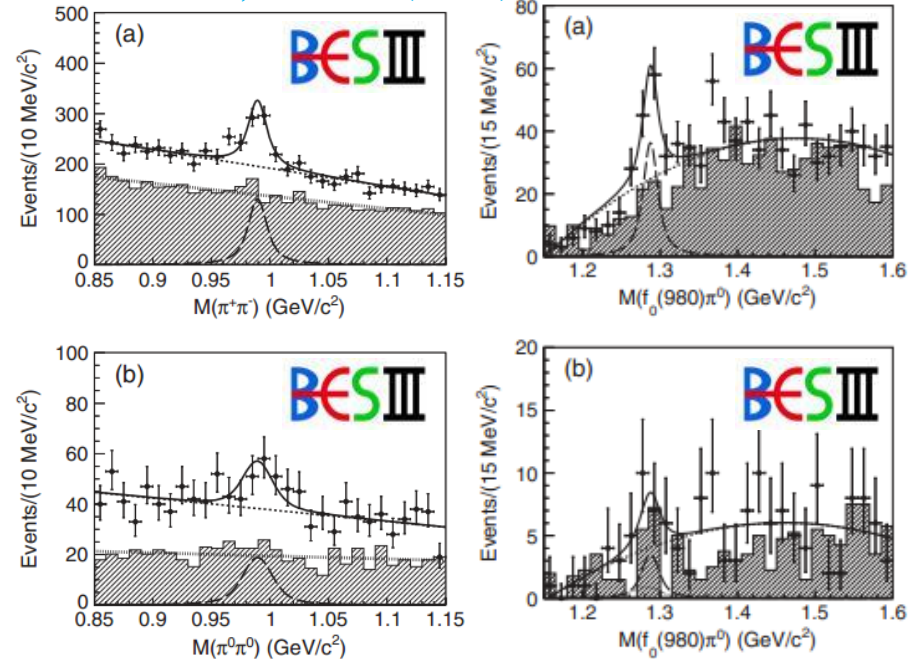 (a)
BESIII
Events/(10 MeV/c²)
500
400
300
200
100
0
0.85 0.9 0.95 1 1.05 1.1 1.15
M(π⁺π⁻) (GeV/c²)
(a)
BESIII
Events/(15 MeV/c²)
80
60
40
20
0
1.2 1.3 1.4 1.5 1.6
M(f₀(980)π⁰) (GeV/c²)
(b)
BESIII
Events/(10 MeV/c²)
100
80
60
40
20
0
0.85 0.9 0.95 1 1.05 1.1 1.15
M(π⁰π⁰) (GeV/c²)
(b)
BESIII
Events/(15 MeV/c²)
20
15
10
5
0
1.2 1.3 1.4 1.5 1.6
M(f₀(980)π⁰) (GeV/c²)